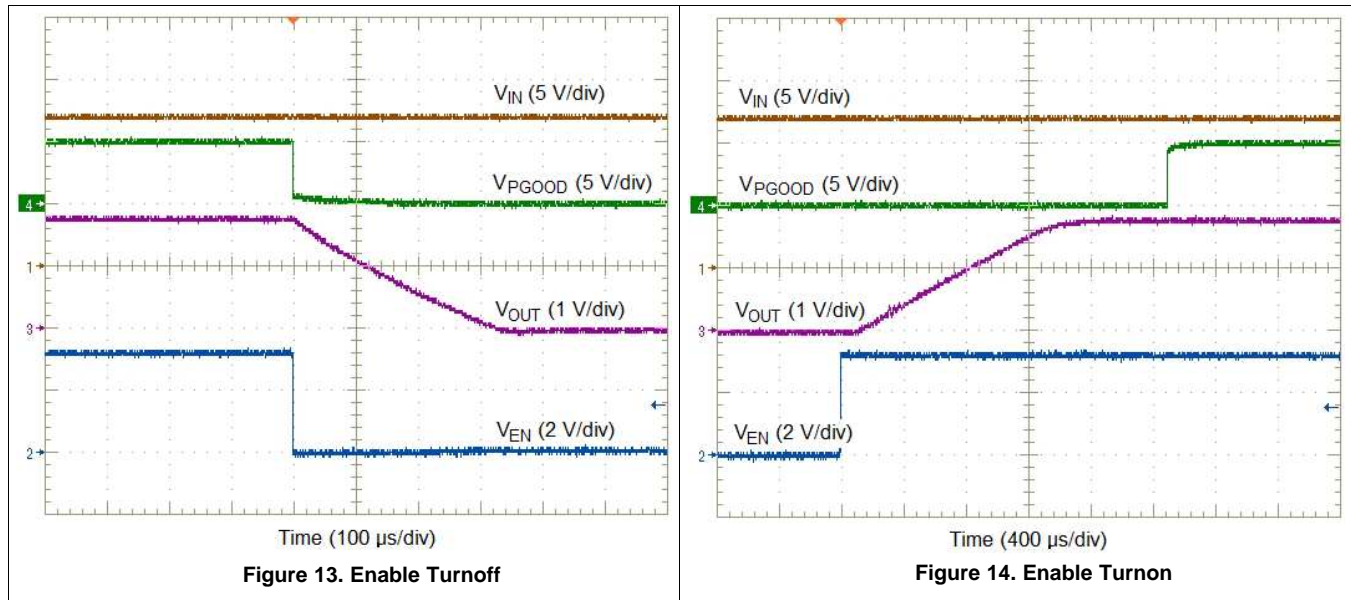 V_IN (5 V/div)
V_PGOOD (5 V/div)
4
1
V_OUT (1 V/div)
3
V_EN (2 V/div)
2
Time (100 µs/div)
Figure 13. Enable Turnoff
V_IN (5 V/div)
V_PGOOD (5 V/div)
4
1
V_OUT (1 V/div)
3
V_EN (2 V/div)
2
Time (400 µs/div)
Figure 14. Enable Turnon